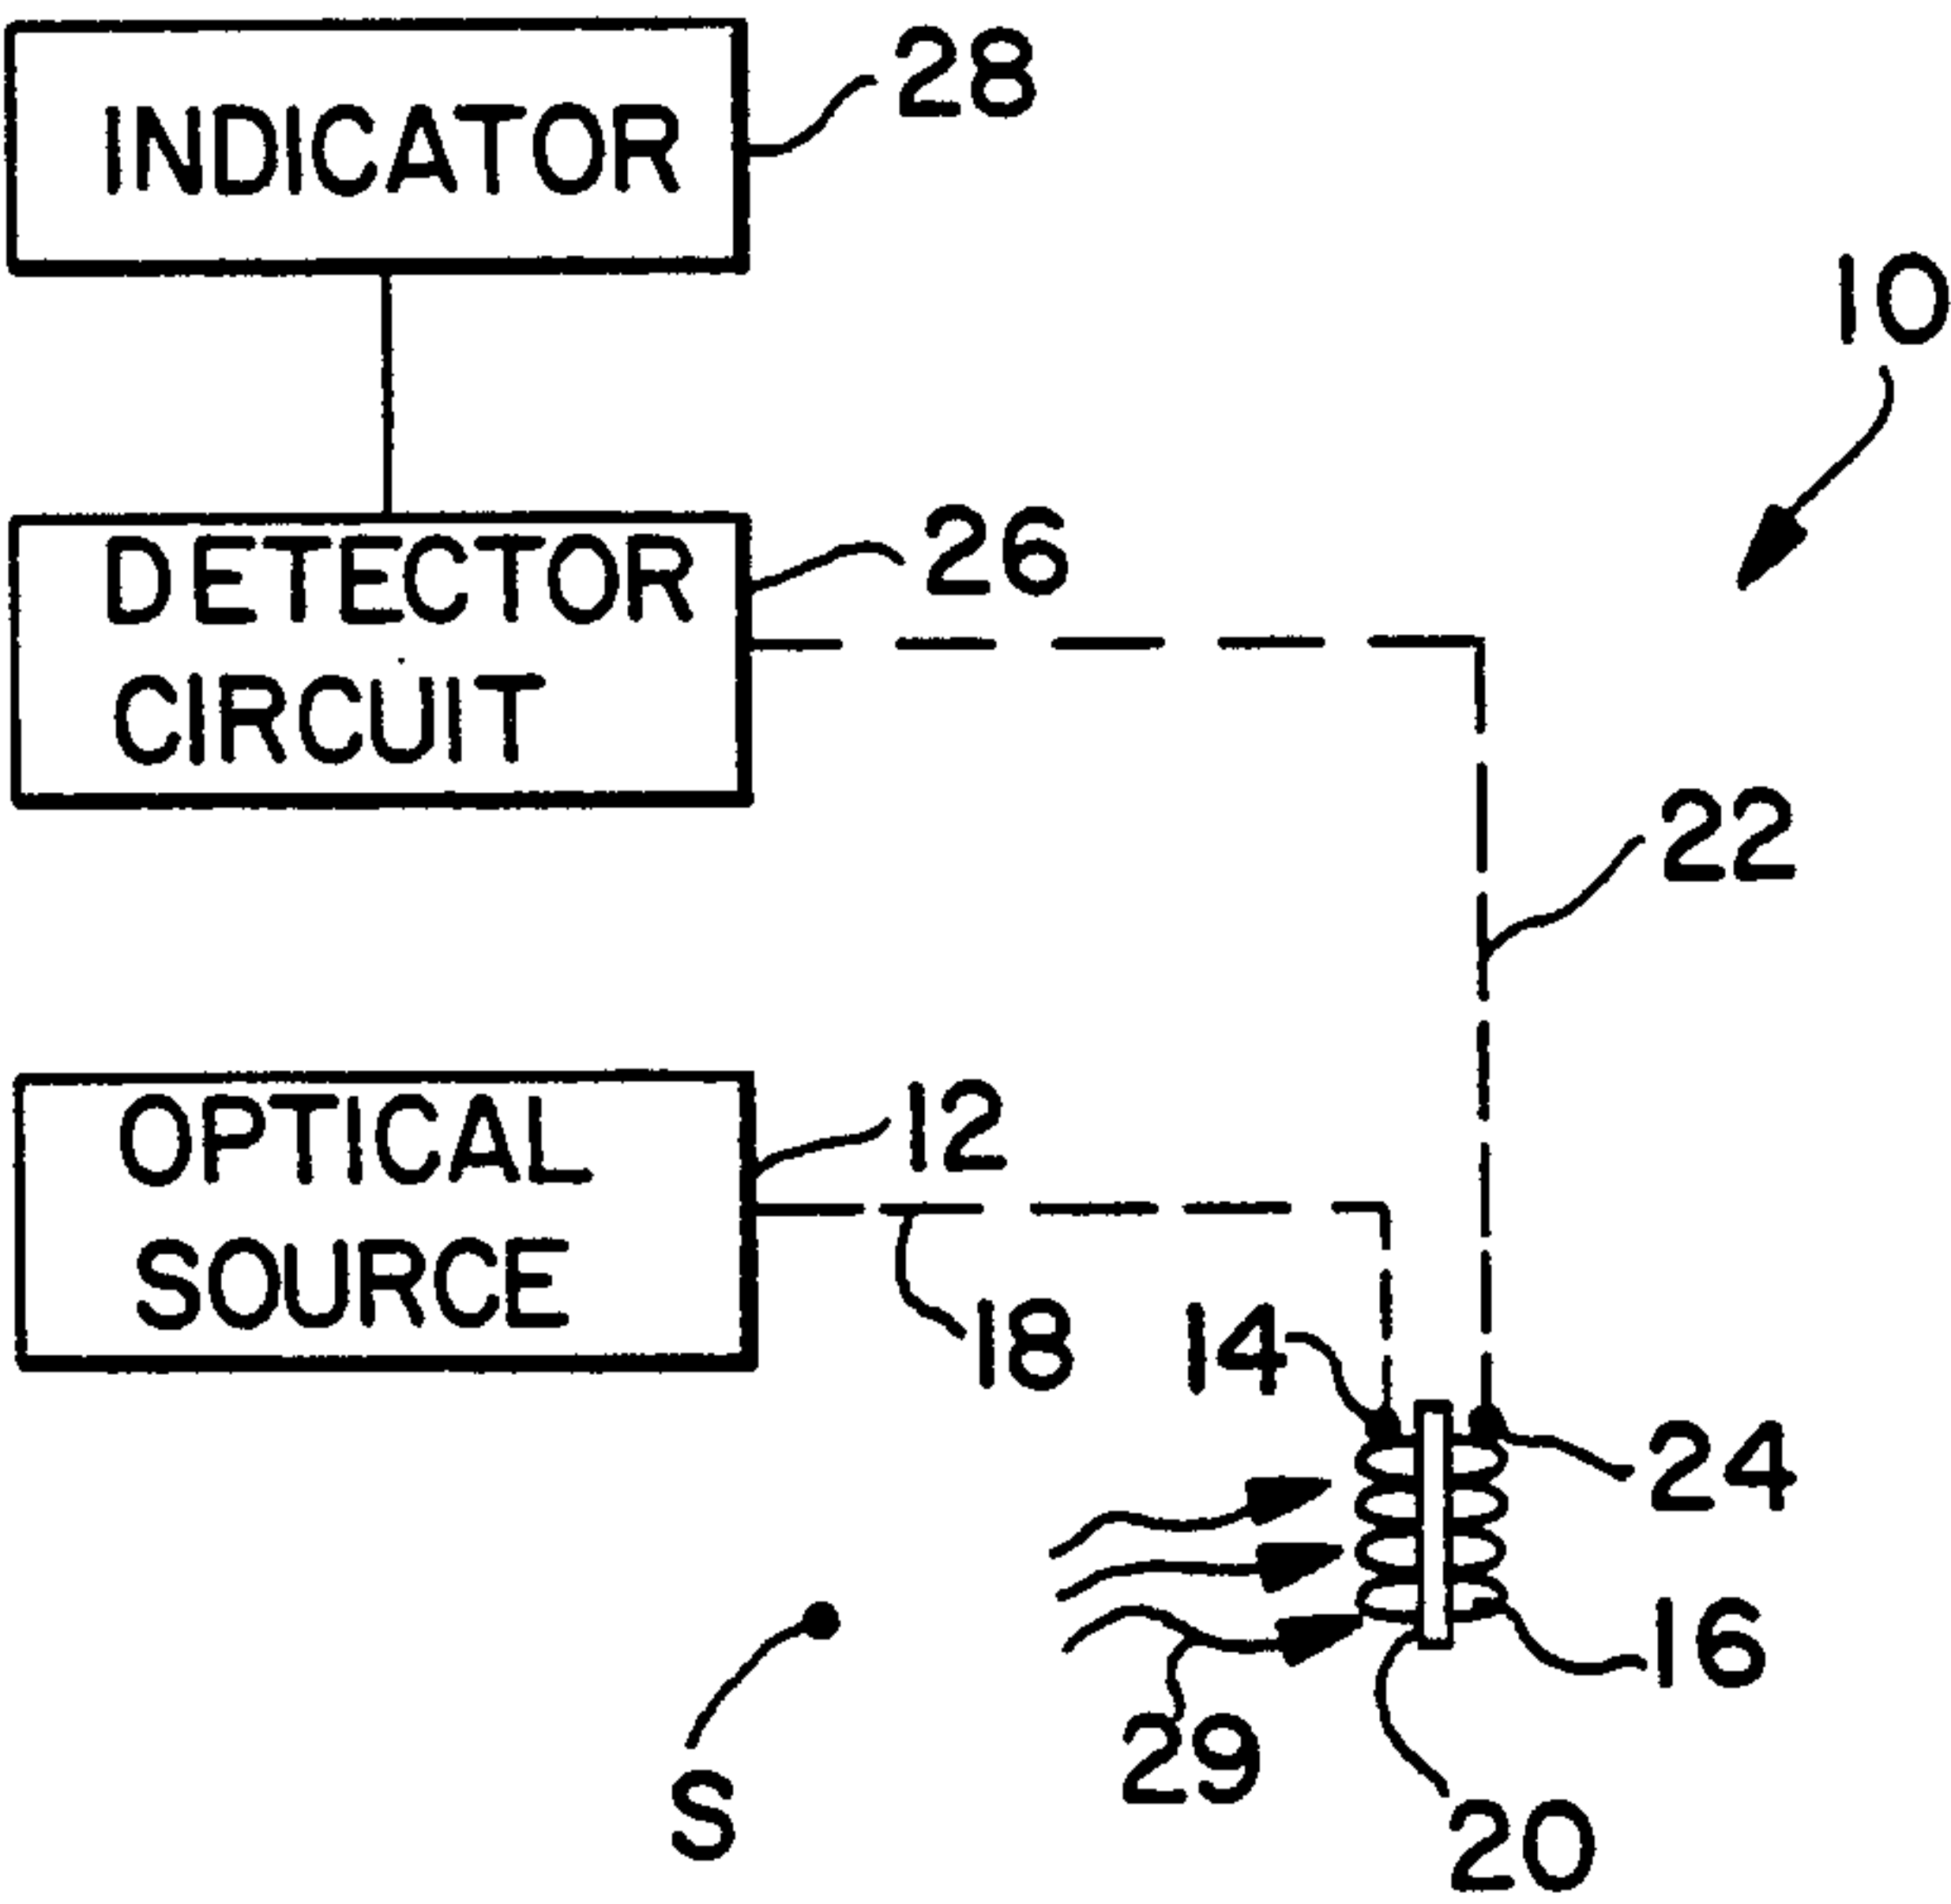 INDICATOR
28
10
DETECTOR
CIRCUIT
26
22
OPTICAL
SOURCE
12
18
14
24
16
29
S
20